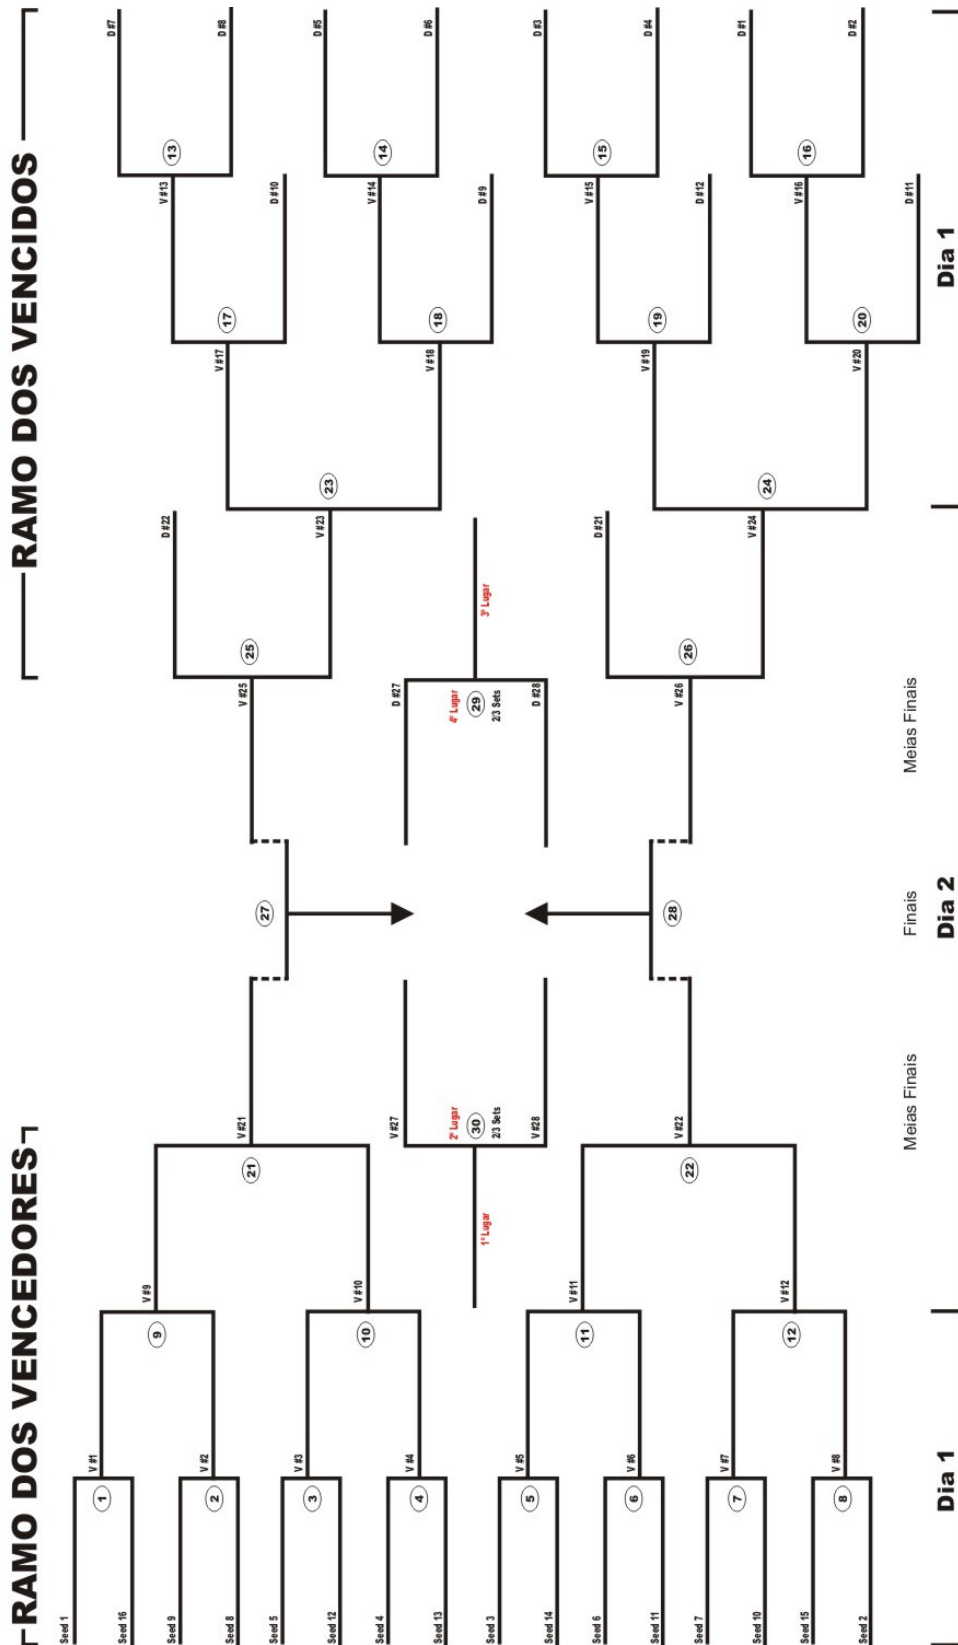 RAMO DOS VENCEDORES
RAMO DOS VENCIDOS
Seed 1
Seed 16
Seed 9
Seed 8
Seed 5
Seed 12
Seed 4
Seed 13
Seed 3
Seed 14
Seed 6
Seed 11
Seed 7
Seed 10
Seed 15
Seed 2
1
2
3
4
5
6
7
8
V #1
V #2
V #3
V #4
V #5
V #6
V #7
V #8
9
10
11
12
V #9
V #10
V #11
V #12
21
22
V #21
V #22
1º Lugar
2º Lugar
30
2/3 Sets
V #27
V #28
27
28
D #27
D #28
4º Lugar
29
2/3 Sets
3º Lugar
V #25
V #26
25
26
D #22
V #23
D #21
V #24
23
24
V #17
V #18
V #19
V #20
17
18
19
20
V #13
D #10
V #14
D #9
V #15
D #12
V #16
D #11
13
14
15
16
D #7
D #8
D #5
D #6
D #3
D #4
D #1
D #2
Meias Finais
Finais
Meias Finais
Dia 1
Dia 2
Dia 1